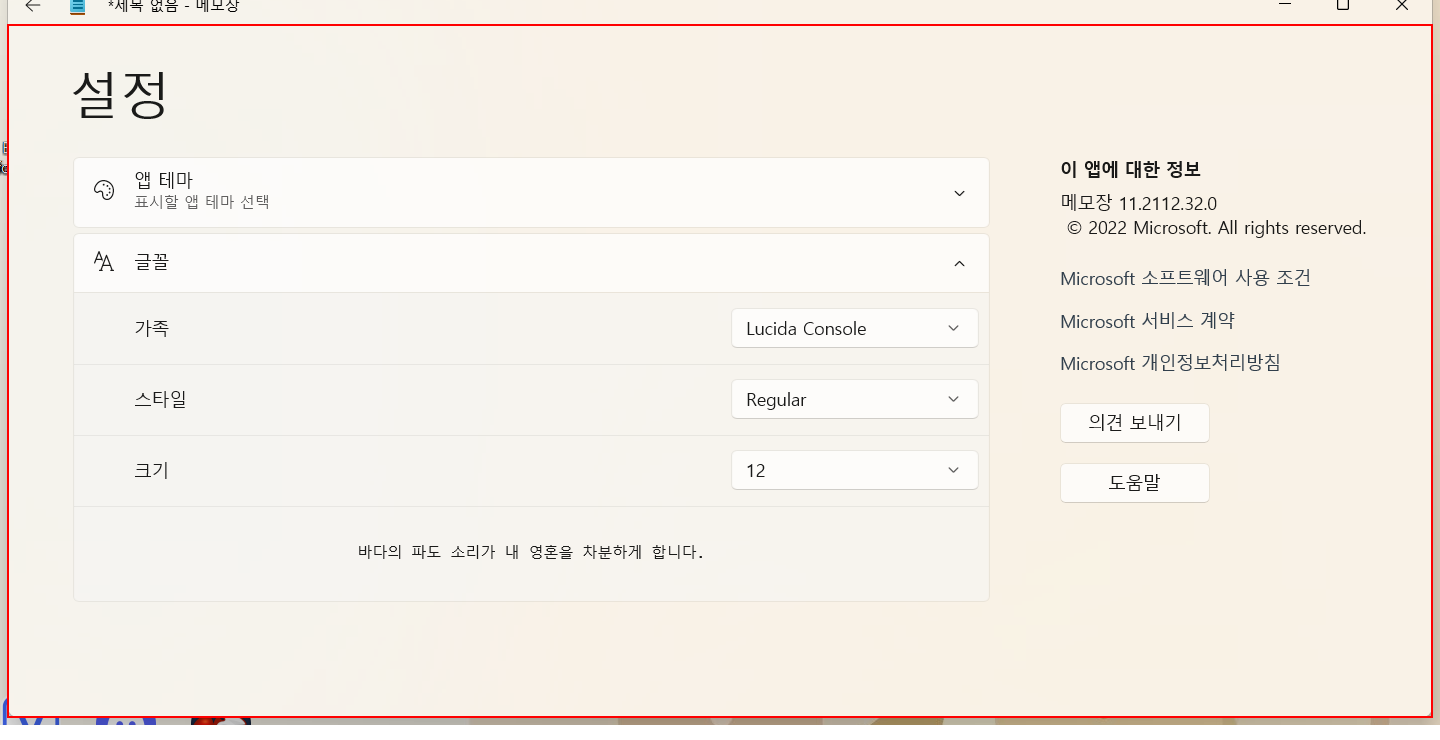 *제목 없음 - 메모장
설정
앱 테마
표시할 앱 테마 선택
글꼴
가족
Lucida Console
스타일
Regular
크기
12
바다의 파도 소리가 내 영혼을 차분하게 합니다.
이 앱에 대한 정보
메모장 11.2112.32.0
© 2022 Microsoft. All rights reserved.
Microsoft 소프트웨어 사용 조건
Microsoft 서비스 계약
Microsoft 개인정보처리방침
의견 보내기
도움말